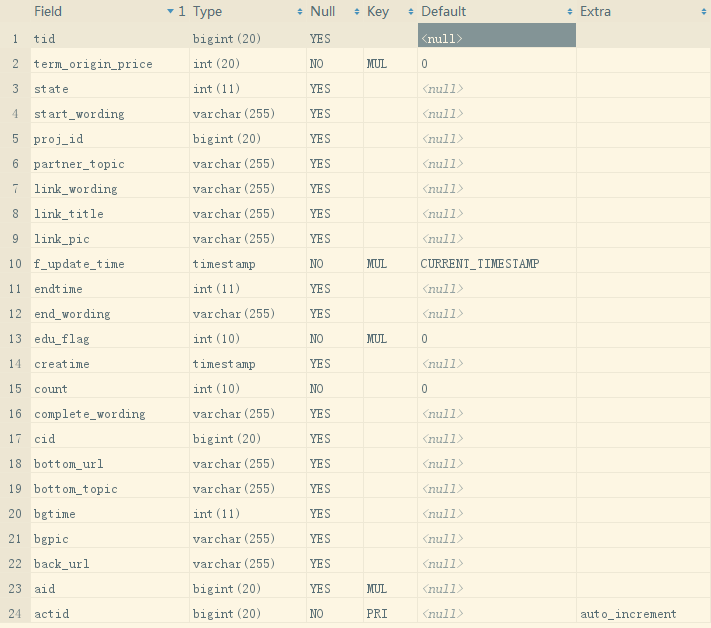 Field 1 Type Null Key Default Extra
1 tid bigint(20) YES <null>
2 term_origin_price int(20) NO MUL 0
3 state int(11) YES <null>
4 start_wording varchar(255) YES <null>
5 proj_id bigint(20) YES <null>
6 partner_topic varchar(255) YES <null>
7 link_wording varchar(255) YES <null>
8 link_title varchar(255) YES <null>
9 link_pic varchar(255) YES <null>
10 f_update_time timestamp NO MUL CURRENT_TIMESTAMP
11 endtime int(11) YES <null>
12 end_wording varchar(255) YES <null>
13 edu_flag int(10) NO MUL 0
14 creatime timestamp YES <null>
15 count int(10) NO 0
16 complete_wording varchar(255) YES <null>
17 cid bigint(20) YES <null>
18 bottom_url varchar(255) YES <null>
19 bottom_topic varchar(255) YES <null>
20 bgtime int(11) YES <null>
21 bgpic varchar(255) YES <null>
22 back_url varchar(255) YES <null>
23 aid bigint(20) YES MUL <null>
24 actid bigint(20) NO PRI <null> auto_increment